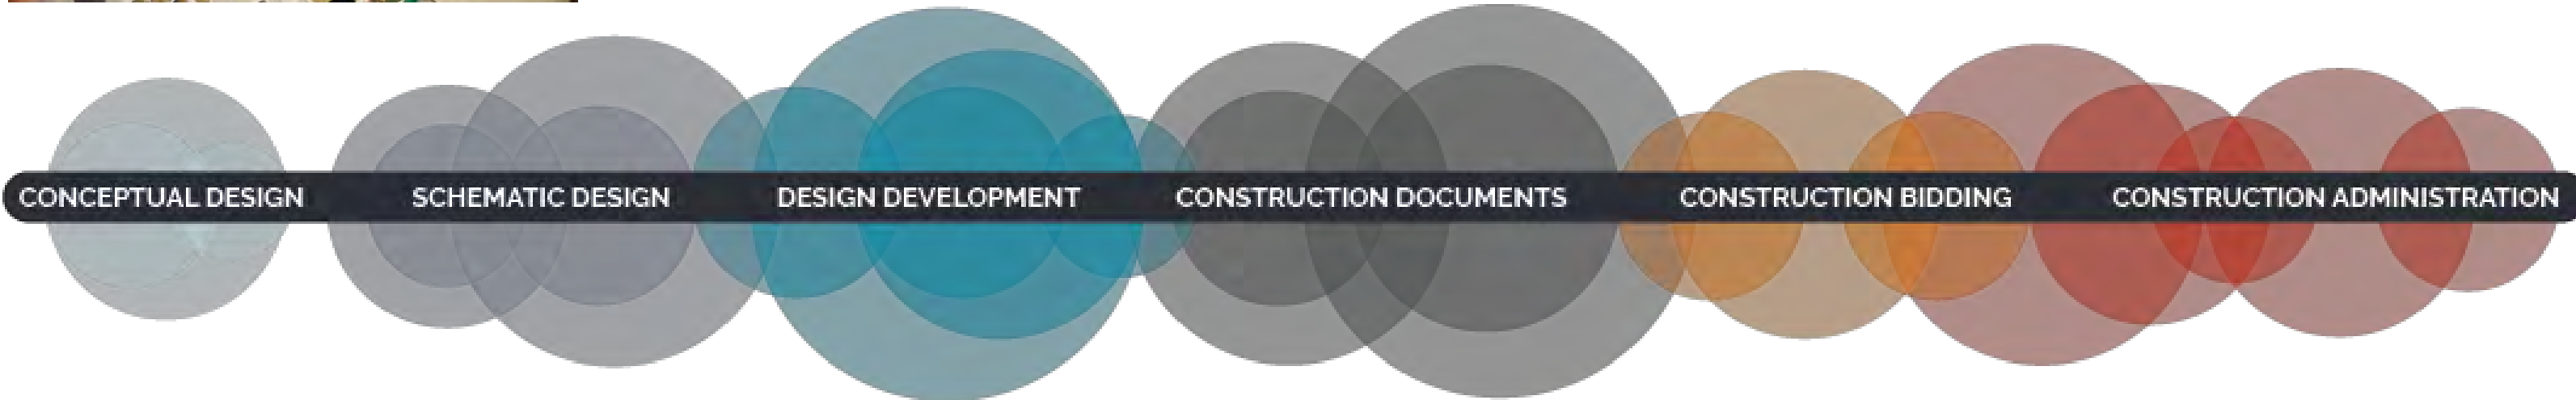 CONCEPTUAL DESIGN SCHEMATIC DESIGN DESIGN DEVELOPMENT CONSTRUCTION DOCUMENTS CONSTRUCTION BIDDING CONSTRUCTION ADMINISTRATION